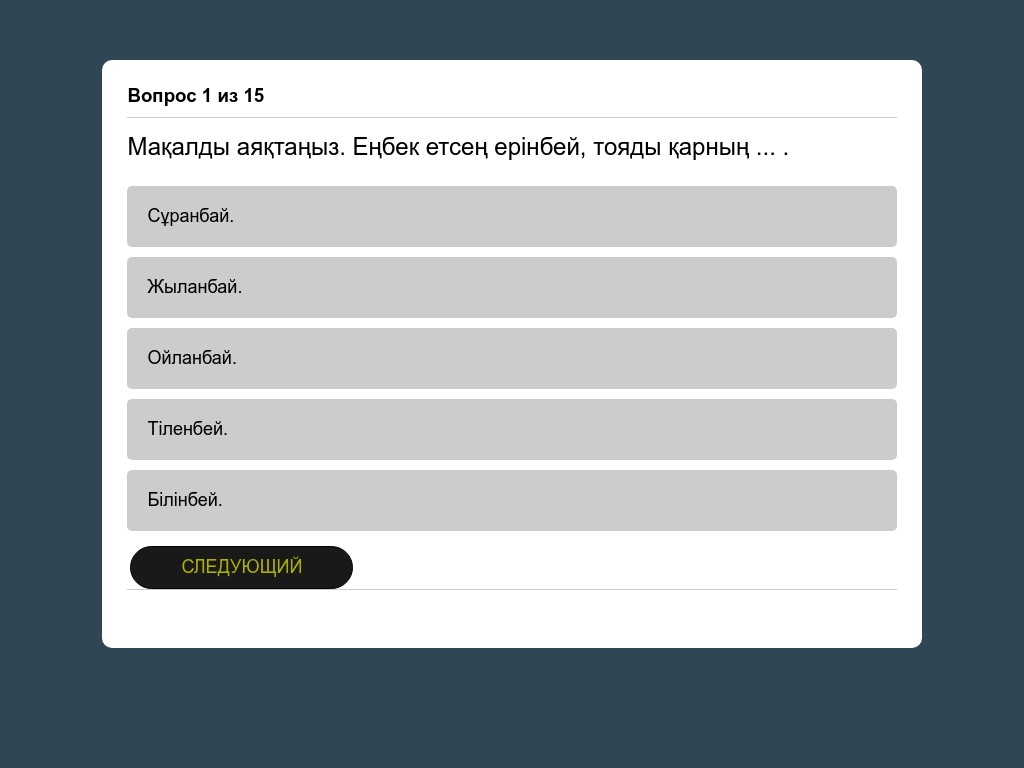 Вопрос 1 из 15
Мақалды аяқтаңыз. Еңбек етсең ерінбей, тояды қарның ... .
Сұранбай.
Жыланбай.
Ойланбай.
Тіленбей.
Білінбей.
СЛЕДУЮЩИЙ